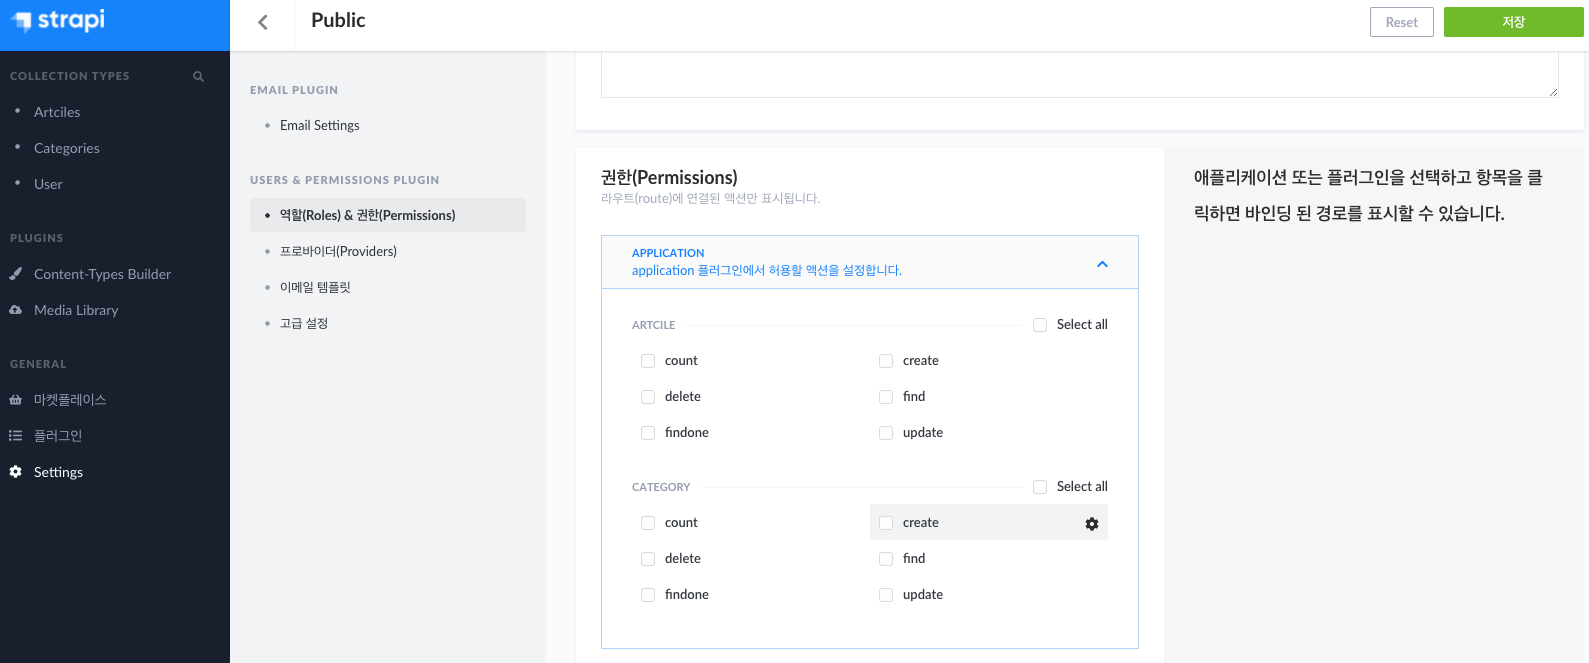 strapi
Public
Reset
저장
COLLECTION TYPES
Artciles
Categories
User
PLUGINS
Content-Types Builder
Media Library
GENERAL
마켓플레이스
플러그인
Settings
EMAIL PLUGIN
Email Settings
USERS & PERMISSIONS PLUGIN
역할(Roles) & 권한(Permissions)
프로바이더(Providers)
이메일 템플릿
고급 설정
권한(Permissions)
라우트(route)에 연결된 액션만 표시됩니다.
APPLICATION
application 플러그인에서 허용할 액션을 설정합니다.
ARTCILE
Select all
count
create
delete
find
findone
update
CATEGORY
Select all
count
create
delete
find
findone
update
애플리케이션 또는 플러그인을 선택하고 항목을 클
릭하면 바인딩 된 경로를 표시할 수 있습니다.